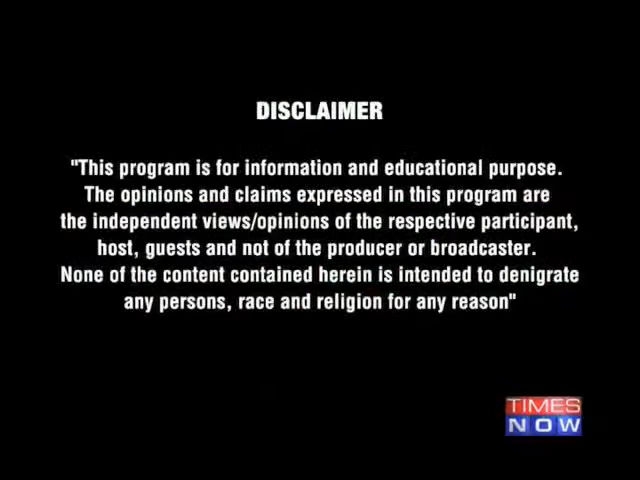 DISCLAIMER
"This program is for information and educational purpose.
The opinions and claims expressed in this program are
the independent views/opinions of the respective participant,
host, guests and not of the producer or broadcaster.
None of the content contained herein is intended to denigrate
any persons, race and religion for any reason"
TIMES
NOW